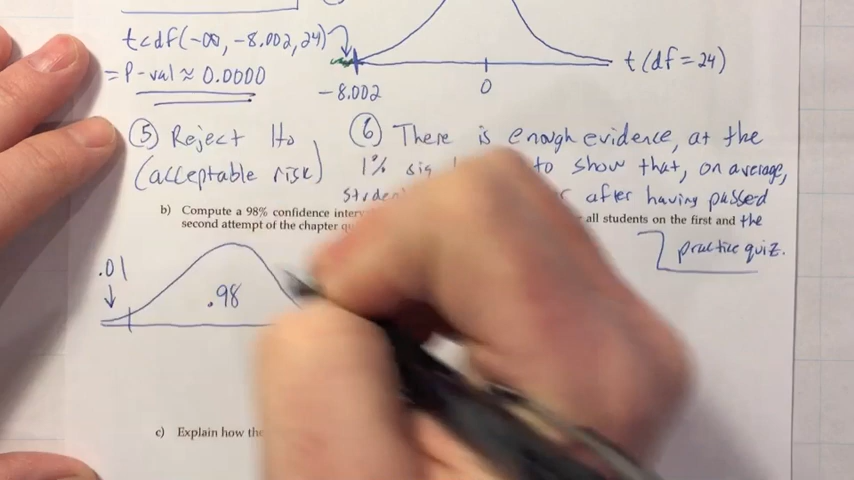 tcdf(-∞, -8.002, 24)
= P-val ≈ 0.0000
-8.002
0
t (df = 24)
⑤ Reject Ho
(acceptable risk)
⑥ There is enough evidence, at the
1% sig to show that, on average,
after having passed
the
practice quiz.
b) Compute a 98% confidence all students on the first and
second attempt of the chapter
.01
.98
c) Explain how the